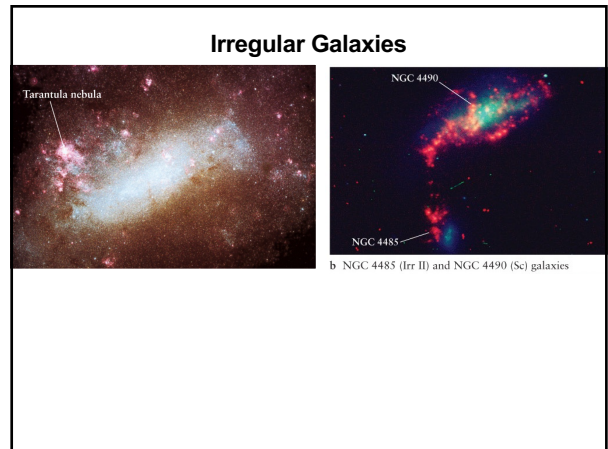 Irregular Galaxies
Tarantula nebula
NGC 4490
NGC 4485
b NGC 4485 (Irr II) and NGC 4490 (Sc) galaxies